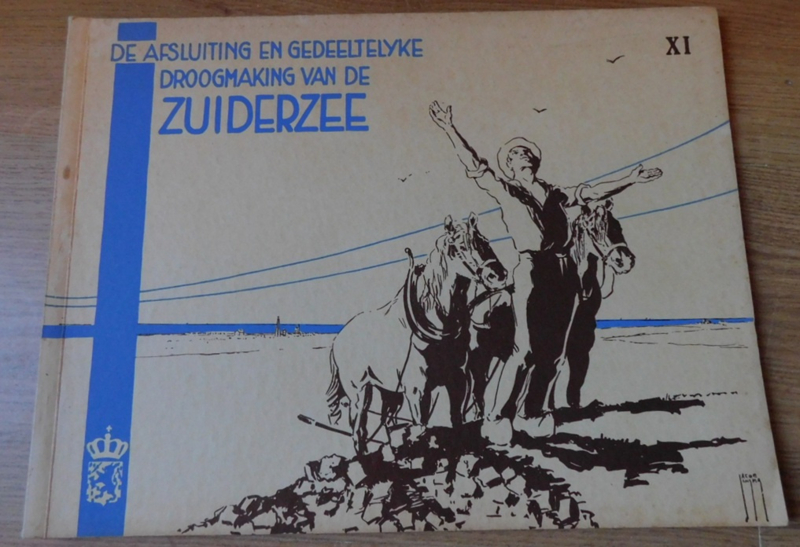 DE AFSLUITING EN GEDEELTELYKE
DROOGMAKING VAN DE
ZUIDERZEE
XI